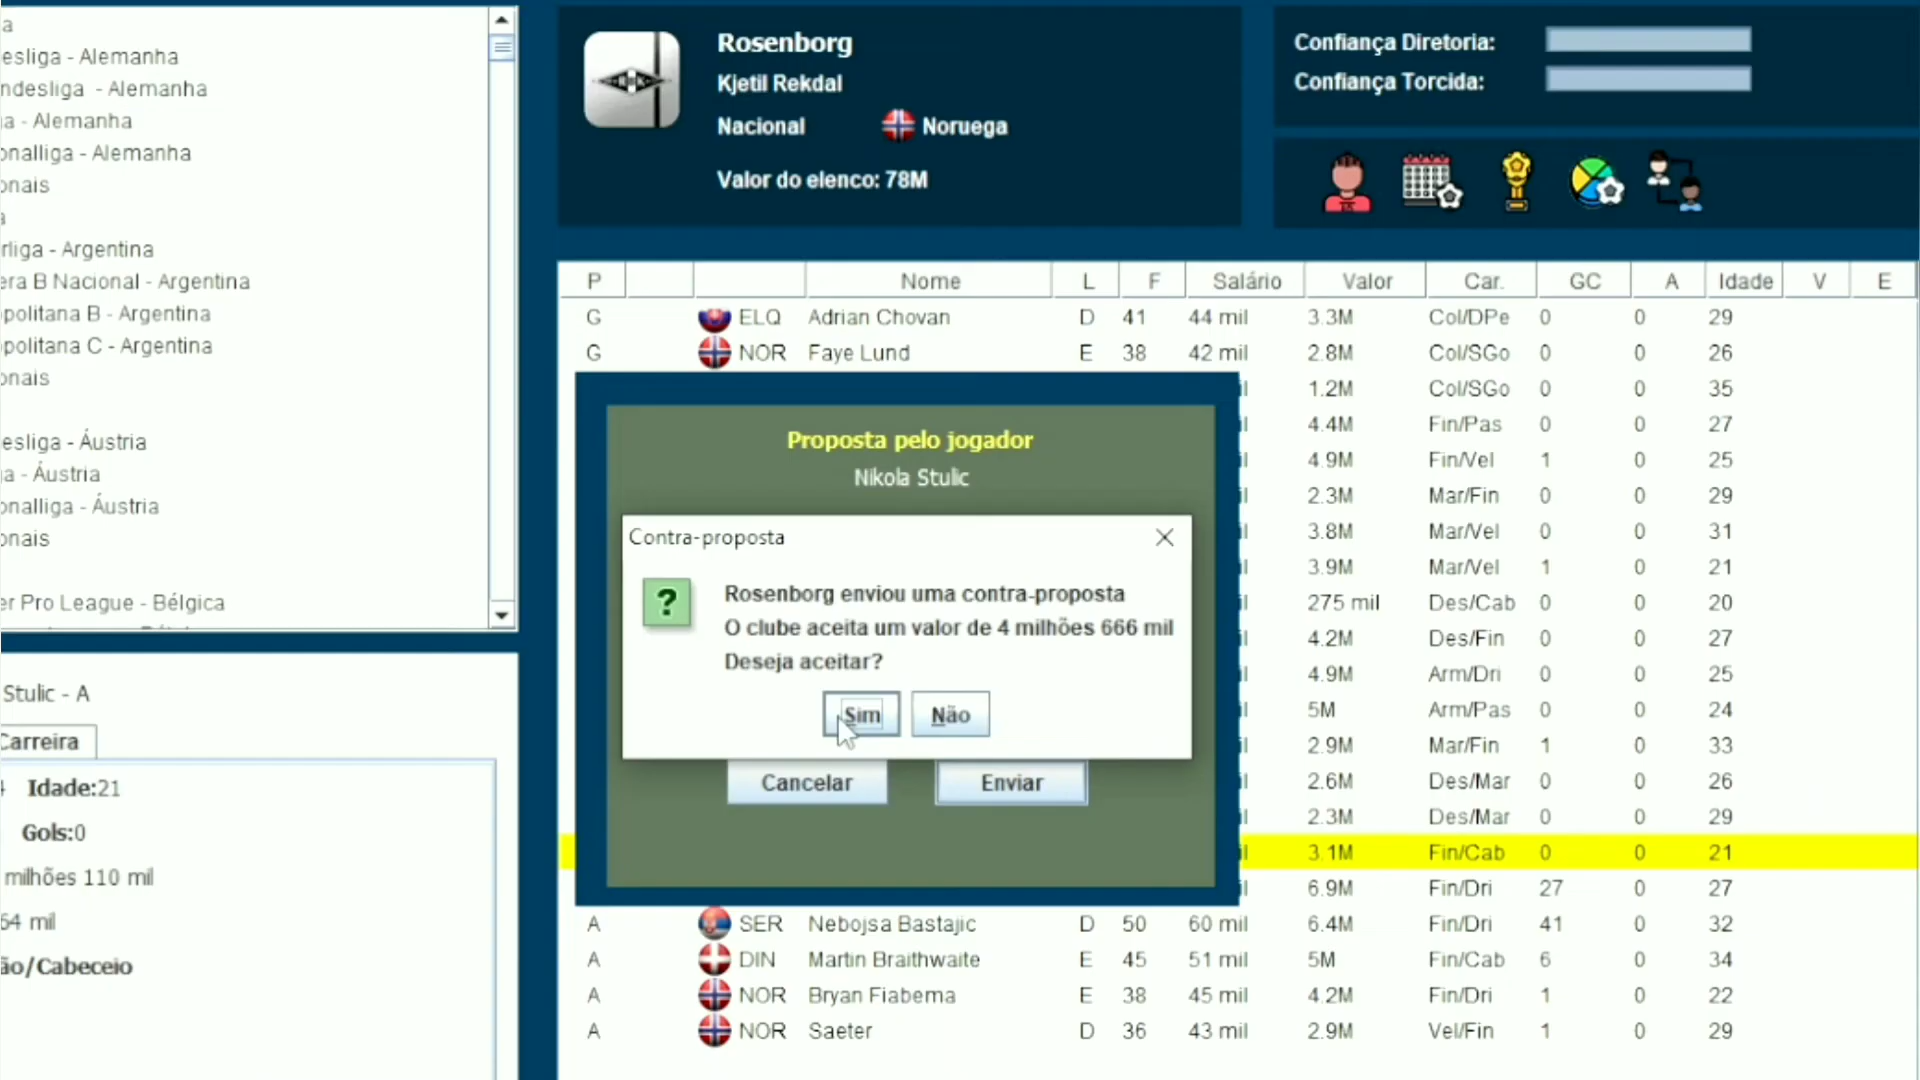 a
esliga - Alemanha
ndesliga - Alemanha
a - Alemanha
onalliga - Alemanha
onais
a
rliga - Argentina
era B Nacional - Argentina
politana B - Argentina
politana C - Argentina
onais
esliga - Áustria
ga - Áustria
onalliga - Áustria
onais
er Pro League - Bélgica
Stulic - A
Carreira
Idade:21
Gols:0
milhões 110 mil
64 mil
ão/Cabeceio
Rosenborg
Kjetil Rekdal
Nacional Noruega
Valor do elenco: 78M
Confiança Diretoria:
Confiança Torcida:
P Nome L F Salário Valor Car. GC A Idade V E
G ELQ Adrian Chovan D 41 44 mil 3.3M Col/DPe 0 0 29
G NOR Faye Lund E 38 42 mil 2.8M Col/SGo 0 0 26
1.2M Col/SGo 0 0 35
4.4M Fin/Pas 0 0 27
4.9M Fin/Vel 1 0 25
2.3M Mar/Fin 0 0 29
3.8M Mar/Vel 0 0 31
3.9M Mar/Vel 1 0 21
275 mil Des/Cab 0 0 20
4.2M Des/Fin 0 0 27
4.9M Arm/Dri 0 0 25
5M Arm/Pas 0 0 24
2.9M Mar/Fin 1 0 33
2.6M Des/Mar 0 0 26
2.3M Des/Mar 0 0 29
3.1M Fin/Cab 0 0 21
6.9M Fin/Dri 27 0 27
A SER Nebojsa Bastajic D 50 60 mil 6.4M Fin/Dri 41 0 32
A DIN Martin Braithwaite E 45 51 mil 5M Fin/Cab 6 0 34
A NOR Bryan Fiabema E 38 45 mil 4.2M Fin/Dri 1 0 22
A NOR Saeter D 36 43 mil 2.9M Vel/Fin 1 0 29
Proposta pelo jogador
Nikola Stulic
Contra-proposta
?
Rosenborg enviou uma contra-proposta
O clube aceita um valor de 4 milhões 666 mil
Deseja aceitar?
Sim Não
Cancelar Enviar